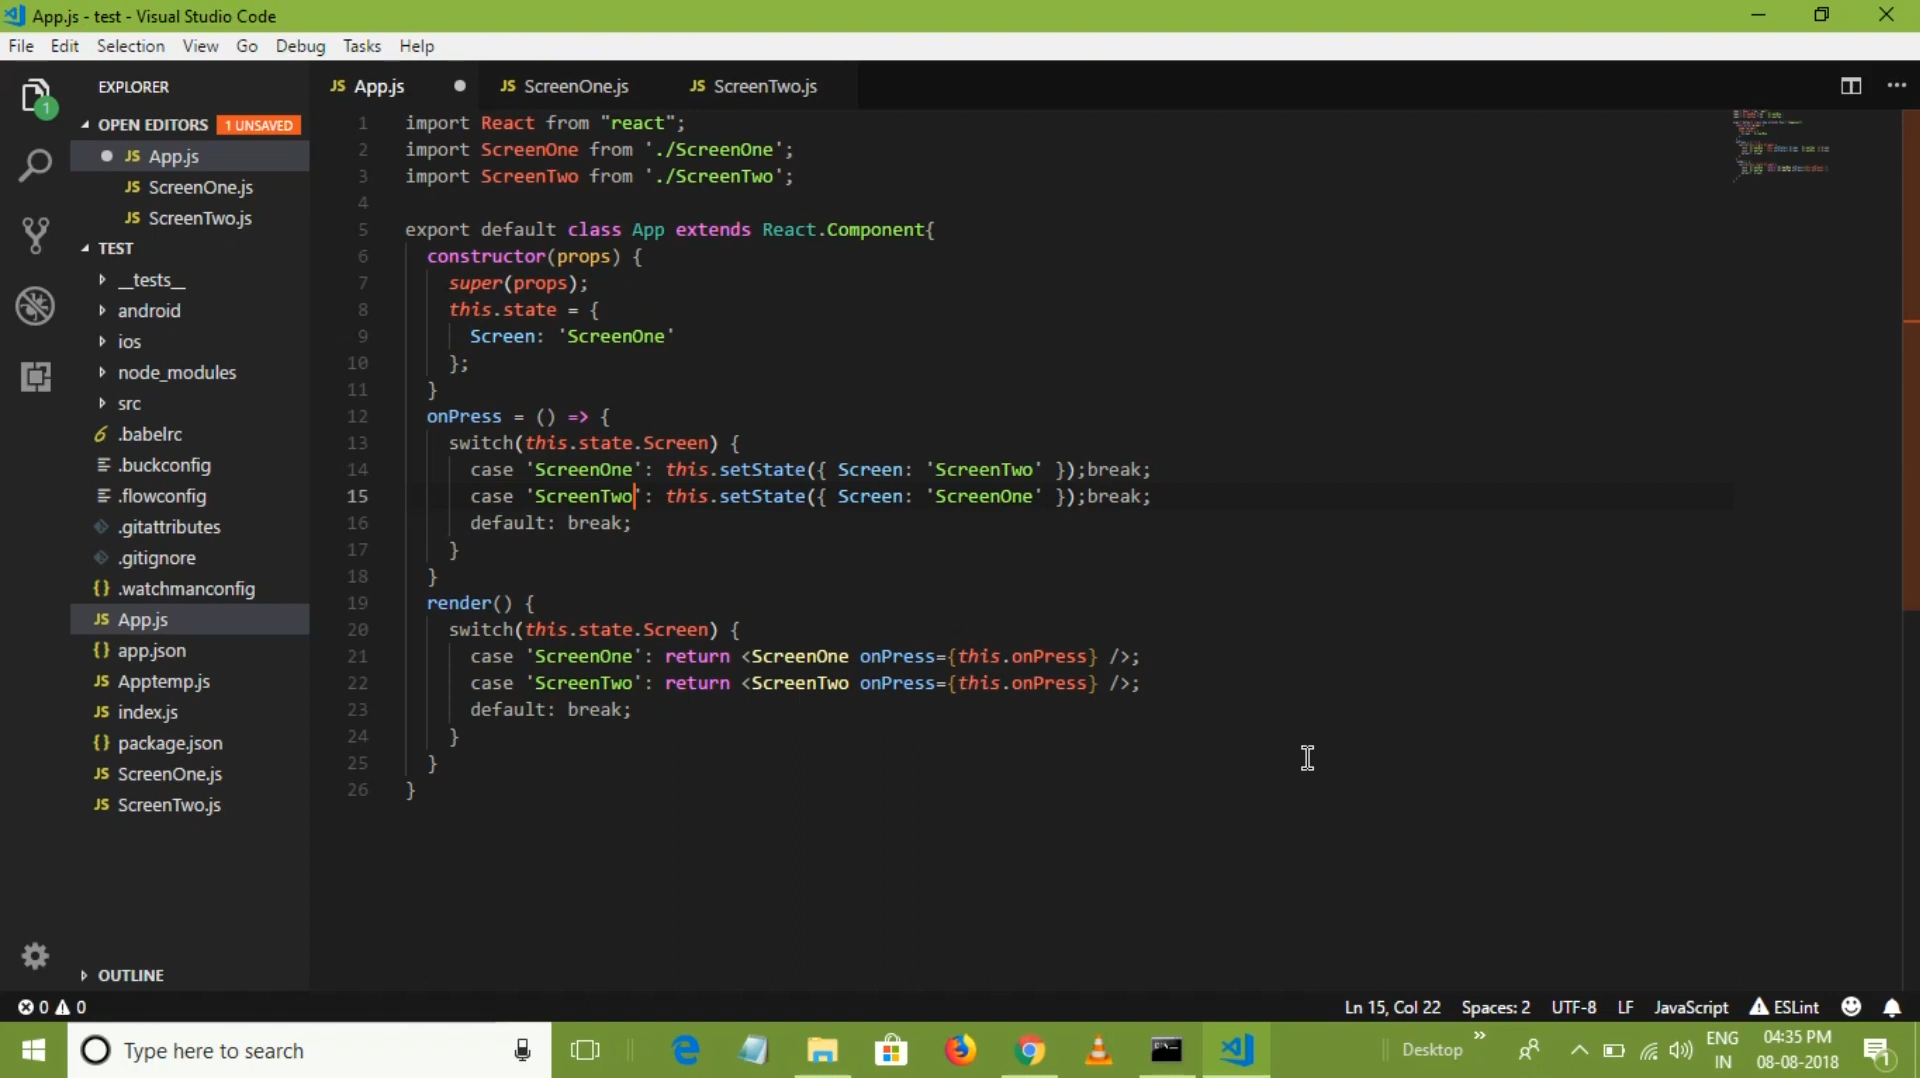 App.js - test - Visual Studio Code
File Edit Selection View Go Debug Tasks Help
EXPLORER
OPEN EDITORS 1 UNSAVED
JS App.js
JS ScreenOne.js
JS ScreenTwo.js
TEST
__tests__
android
ios
node_modules
src
.babelrc
.buckconfig
.flowconfig
.gitattributes
.gitignore
{} .watchmanconfig
JS App.js
{} app.json
JS Apptemp.js
JS index.js
{} package.json
JS ScreenOne.js
JS ScreenTwo.js
OUTLINE
1
JS App.js JS ScreenOne.js JS ScreenTwo.js
1 import React from "react";
2 import ScreenOne from './ScreenOne';
3 import ScreenTwo from './ScreenTwo';
4
5 export default class App extends React.Component{
6 constructor(props) {
7 super(props);
8 this.state = {
9 Screen: 'ScreenOne'
10 };
11 }
12 onPress = () => {
13 switch(this.state.Screen) {
14 case 'ScreenOne': this.setState({ Screen: 'ScreenTwo' });break;
15 case 'ScreenTwo': this.setState({ Screen: 'ScreenOne' });break;
16 default: break;
17 }
18 }
19 render() {
20 switch(this.state.Screen) {
21 case 'ScreenOne': return <ScreenOne onPress={this.onPress} />;
22 case 'ScreenTwo': return <ScreenTwo onPress={this.onPress} />;
23 default: break;
24 }
25 }
26 }
0 0 Ln 15, Col 22 Spaces: 2 UTF-8 LF JavaScript ESLint
Type here to search Desktop ENG IN 04:35 PM 08-08-2018 1